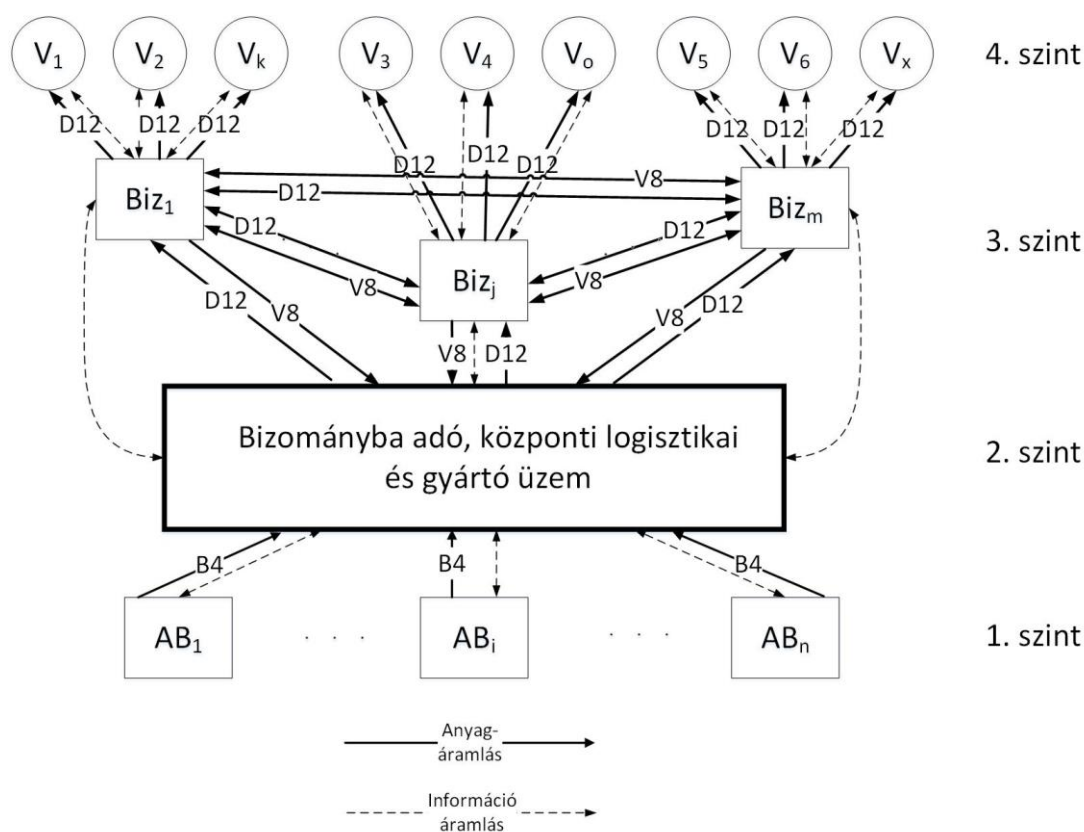 V1 V2 Vk V3 V4 Vo V5 V6 Vx 4. szint
D12 D12 D12 D12 D12 D12
D12 D12 D12
V8
D12
Biz1 Bizm
D12 D12 3. szint
Bizj
V8 V8
D12 V8 V8 D12
V8 D12
Bizományba adó, központi logisztikai
és gyártó üzem
2. szint
B4 B4 B4
AB1 . . . ABi . . . ABn 1. szint
Anyag-
áramlás
Információ
áramlás